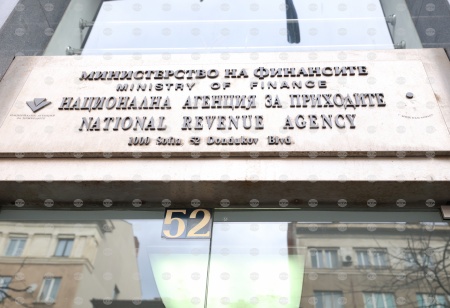 МИНИСТЕРСТВО НА ФИНАНСИТЕ
MINISTRY OF FINANCE
НАЦИОНАЛНА АГЕНЦИЯ ЗА ПРИХОДИТЕ
NATIONAL REVENUE AGENCY
1000 Sofia 52 Dondukov Blvd.
52